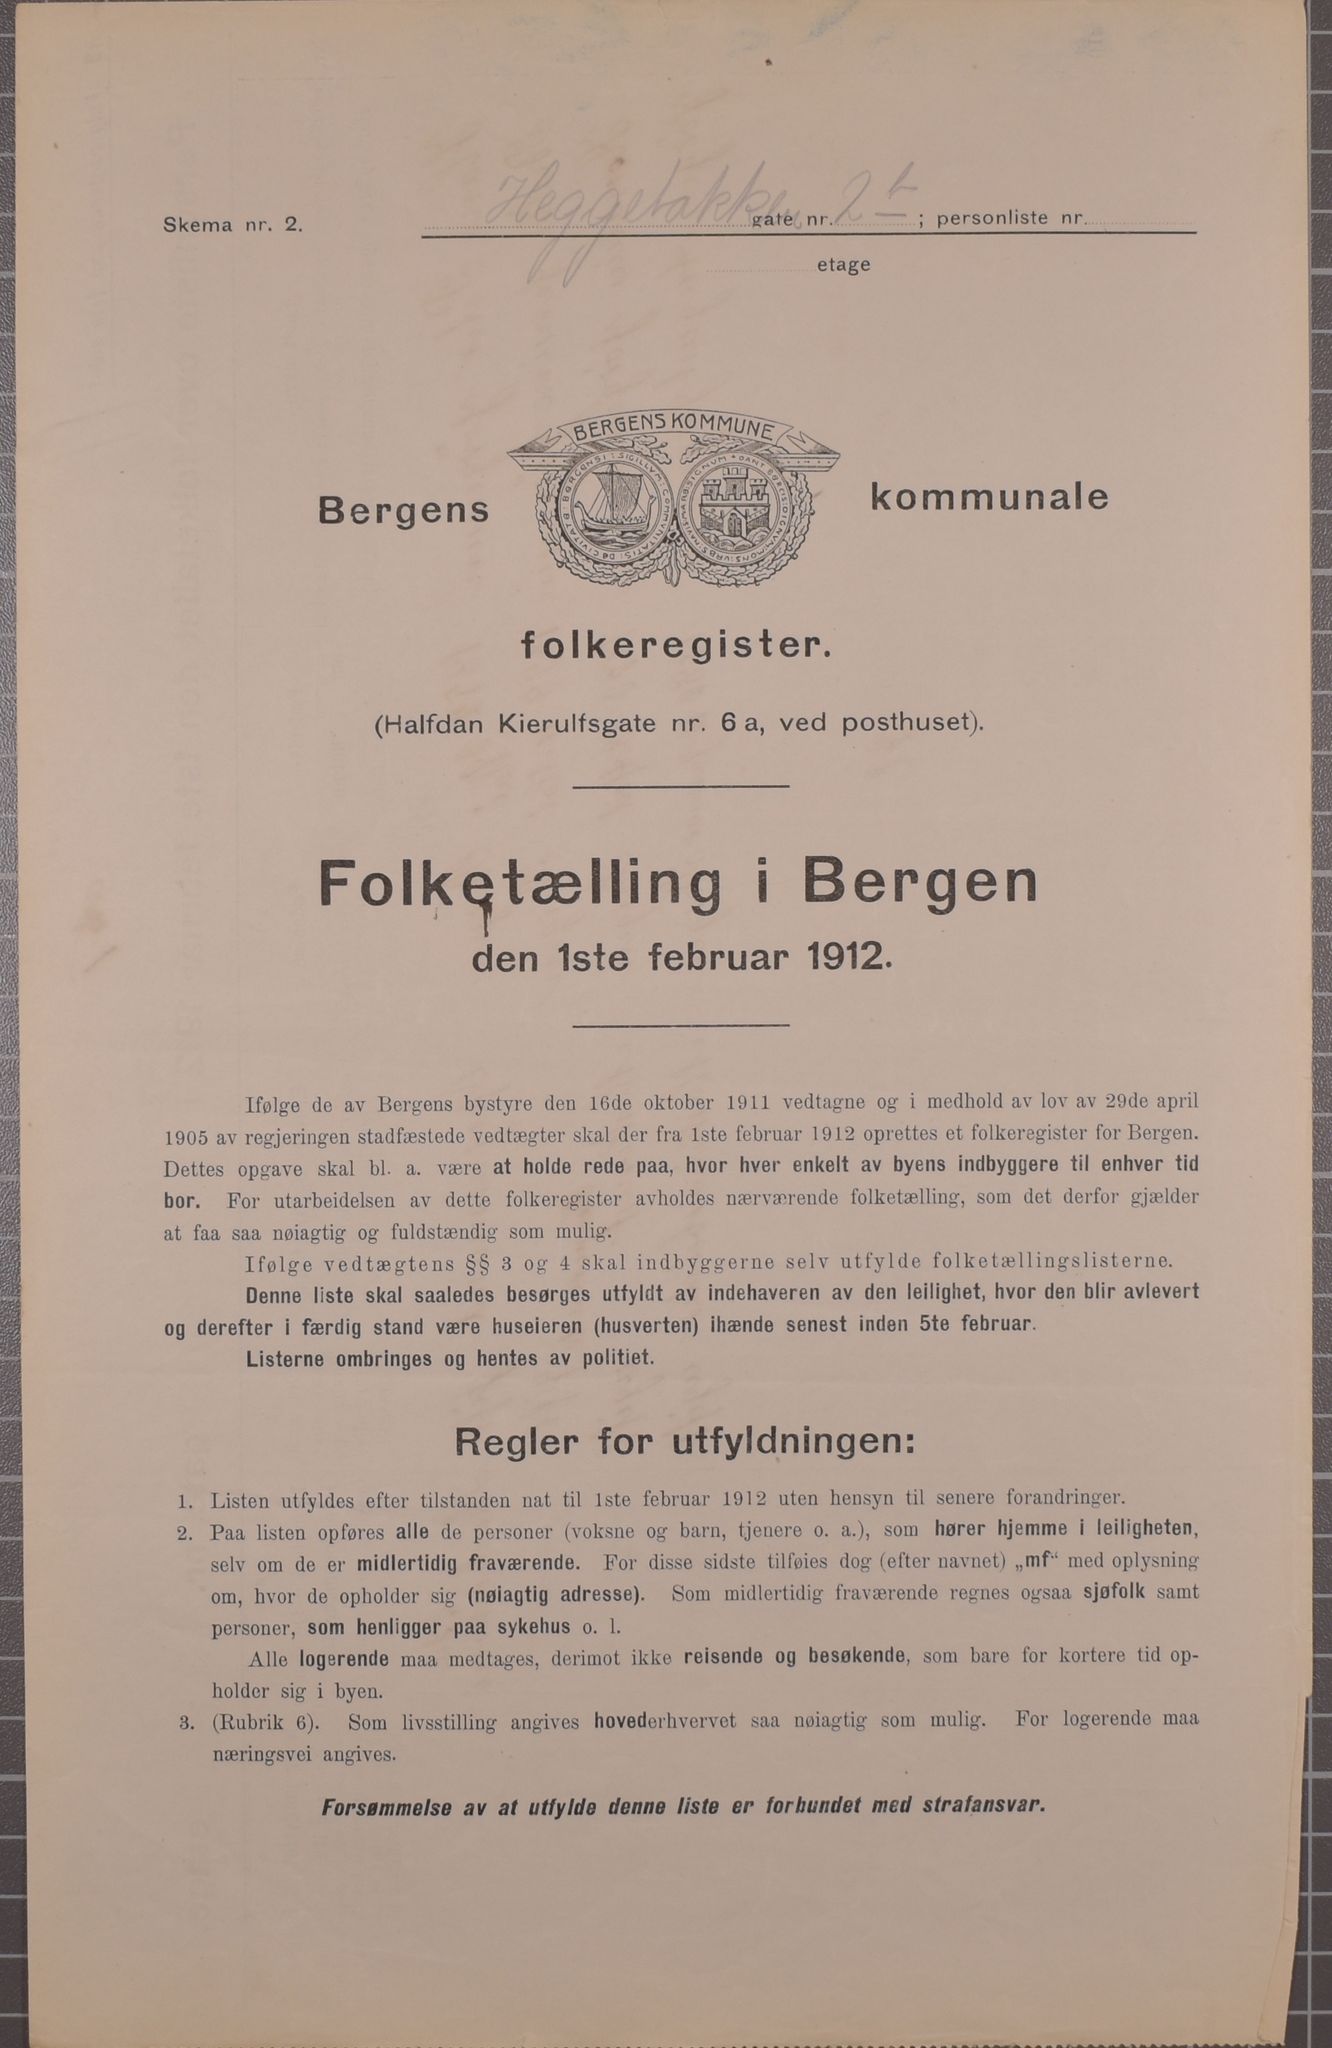 Skema nr. 2. Heggebakken gate nr. 2 b ; personliste nr.
etage
BERGENS KOMMUNE
Bergens kommunale
folkeregister.
(Halfdan Kierulfsgate nr. 6 a, ved posthuset).
Folketælling i Bergen
den 1ste februar 1912.
Ifølge de av Bergens bystyre den 16de oktober 1911 vedtagne og i medhold av lov av 29de april
1905 av regjeringen stadfæstede vedtægter skal der fra 1ste februar 1912 oprettes et folkeregister for Bergen.
Dettes opgave skal bl. a. være at holde rede paa, hvor hver enkelt av byens indbyggere til enhver tid
bor. For utarbeidelsen av dette folkeregister avholdes nærværende folketælling, som det derfor gjælder
at faa saa nøiagtig og fuldstændig som mulig.
Ifølge vedtægtens §§ 3 og 4 skal indbyggerne selv utfylde folketællingslisterne.
Denne liste skal saaledes besørges utfyldt av indehaveren av den leilighet, hvor den blir avlevert
og derefter i færdig stand være huseieren (husverten) ihænde senest inden 5te februar.
Listerne ombringes og hentes av politiet.
Regler for utfyldningen:
1. Listen utfyldes efter tilstanden nat til 1ste februar 1912 uten hensyn til senere forandringer.
2. Paa listen opføres alle de personer (voksne og barn, tjenere o. a.), som hører hjemme i leiligheten,
selv om de er midlertidig fraværende. For disse sidste tilføies dog (efter navnet) „mf“ med oplysning
om, hvor de opholder sig (nøiagtig adresse). Som midlertidig fraværende regnes ogsaa sjøfolk samt
personer, som henligger paa sykehus o. l.
Alle logerende maa medtages, derimot ikke reisende og besøkende, som bare for kortere tid op-
holder sig i byen.
3. (Rubrik 6). Som livsstilling angives hovederhvervet saa nøiagtig som mulig. For logerende maa
næringsvei angives.
Forsømmelse av at utfylde denne liste er forbundet med strafansvar.